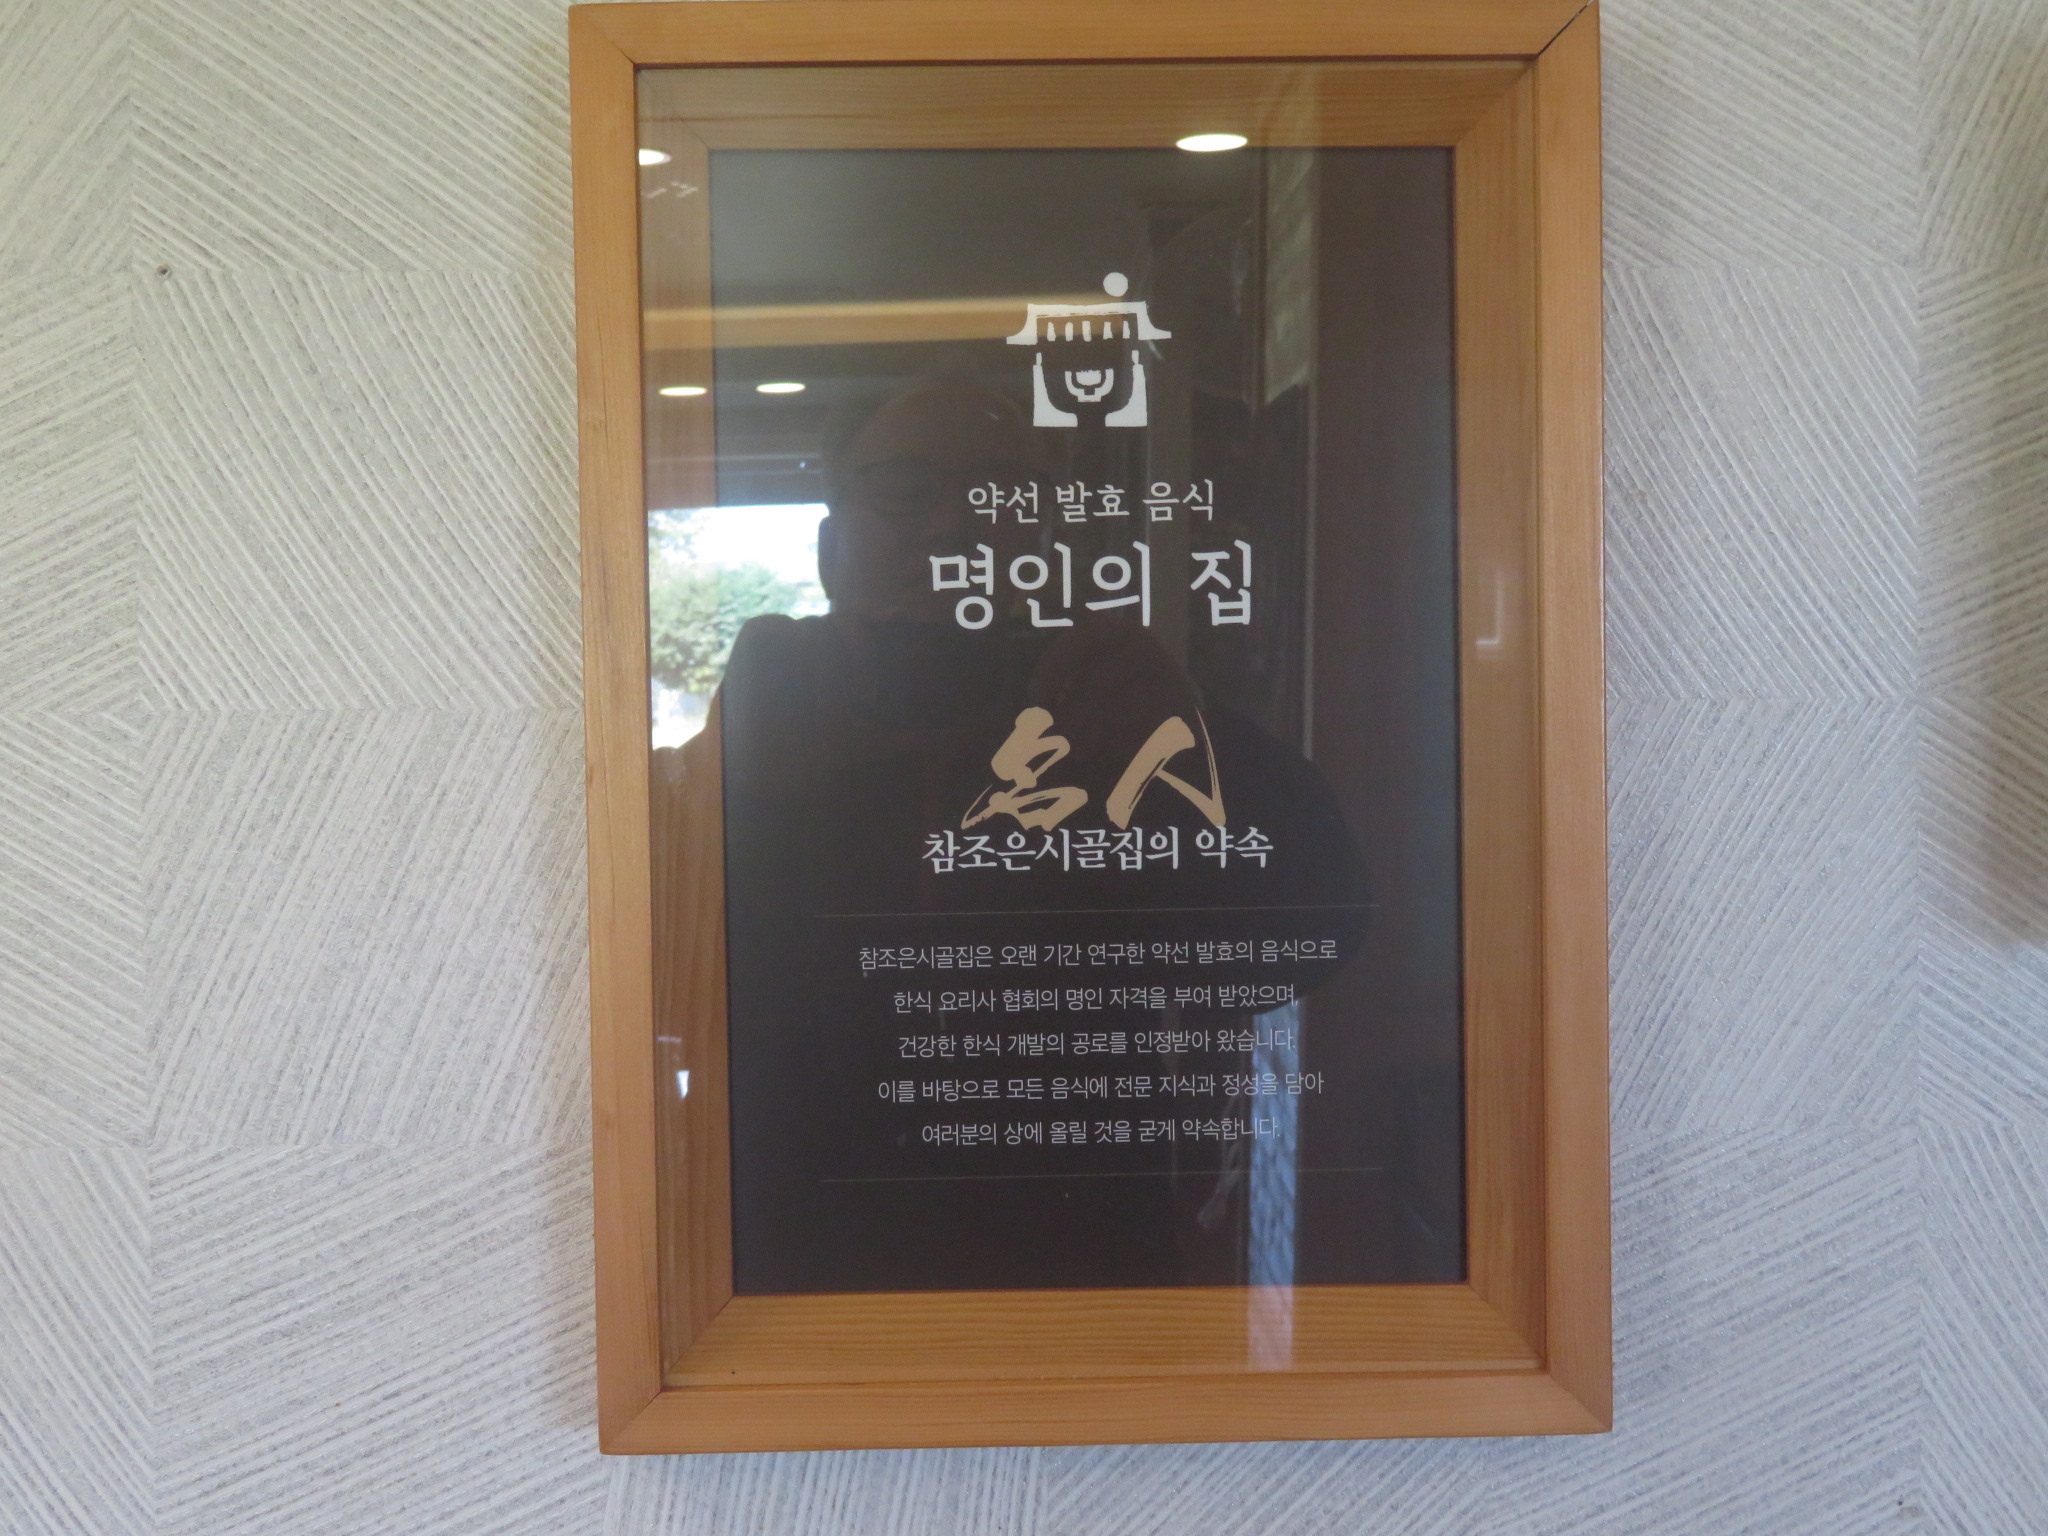 약선 발효 음식
명인의 집
名人
참조은시골집의 약속
참조은시골집은 오랜 기간 연구한 약선 발효의 음식으로
한식 요리사 협회의 명인 자격을 부여 받았으며,
건강한 한식 개발의 공로를 인정받아 왔습니다.
이를 바탕으로 모든 음식에 전문 지식과 정성을 담아
여러분의 상에 올릴 것을 굳게 약속합니다.